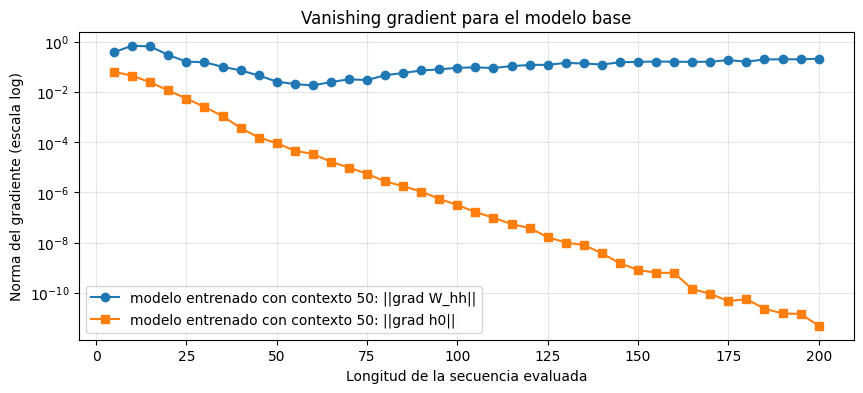 Vanishing gradient para el modelo base
Norma del gradiente (escala log)
10^0
10^-2
10^-4
10^-6
10^-8
10^-10
modelo entrenado con contexto 50: ||grad W_hh||
modelo entrenado con contexto 50: ||grad h0||
0 25 50 75 100 125 150 175 200
Longitud de la secuencia evaluada